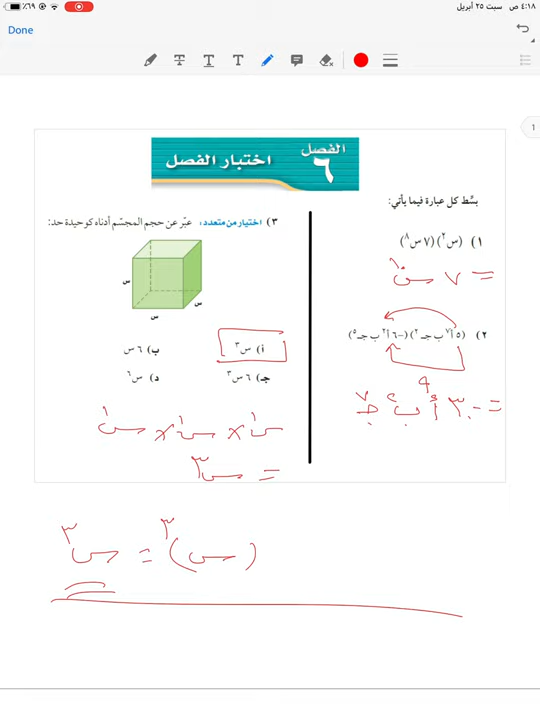 ٤:١٨ ص سبت ٢٥ أبريل
٦٩٪
Done
1
الفصل
٦
اختبار الفصل
بسّط كل عبارة فيما يأتي:
١) (س٢)(٧ س٨)
= ٧ س١٠
٢) (٥ أ٧ ب جـ٢)(-٦ أ٢ ب جـ٥)
= -٣٠ أ٩ ب٢ جـ٧
٣) اختيار من متعدد: عبّر عن حجم المجسّم أدناه كوحيدة حد:
س
س
س
أ) س٣
ب) ٦ س
جـ) ٦ س٣
د) س٦
س١ × س١ × س١
= س٣
(س)٣ = س٣